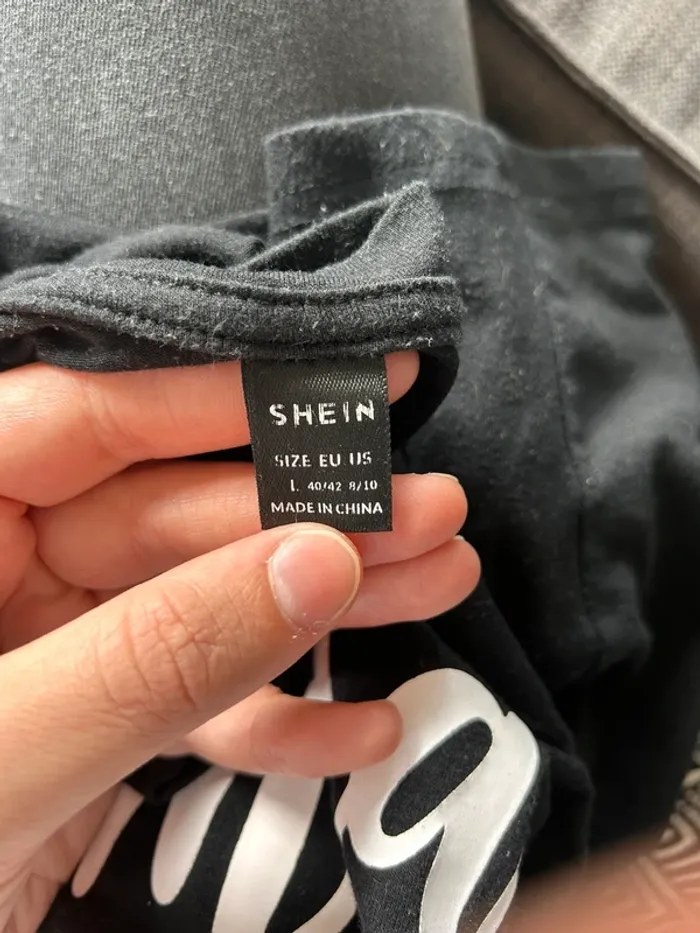 SHEIN
SIZE EU US
L 40/42 8/10
MADE IN CHINA